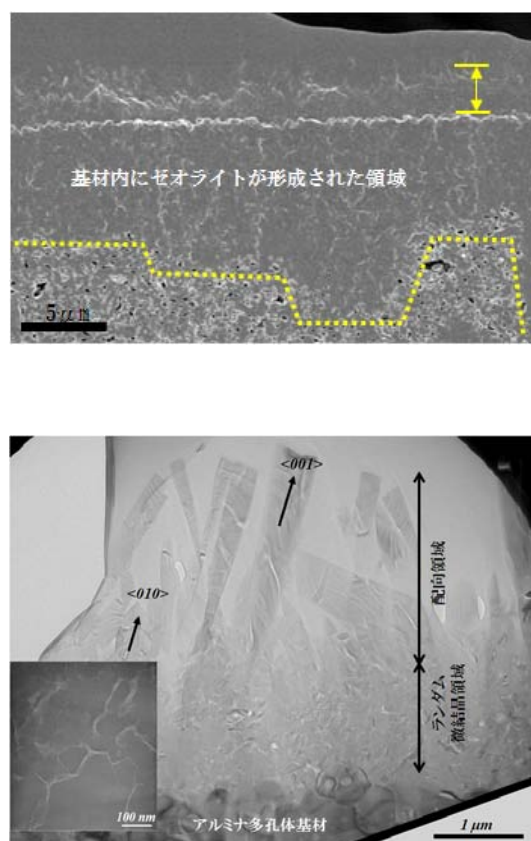 基材内にゼオライトが形成された領域
5μm
<001>
<010>
配向領域
ランダム
微結晶領域
100 nm
アルミナ多孔体基材
1 μm